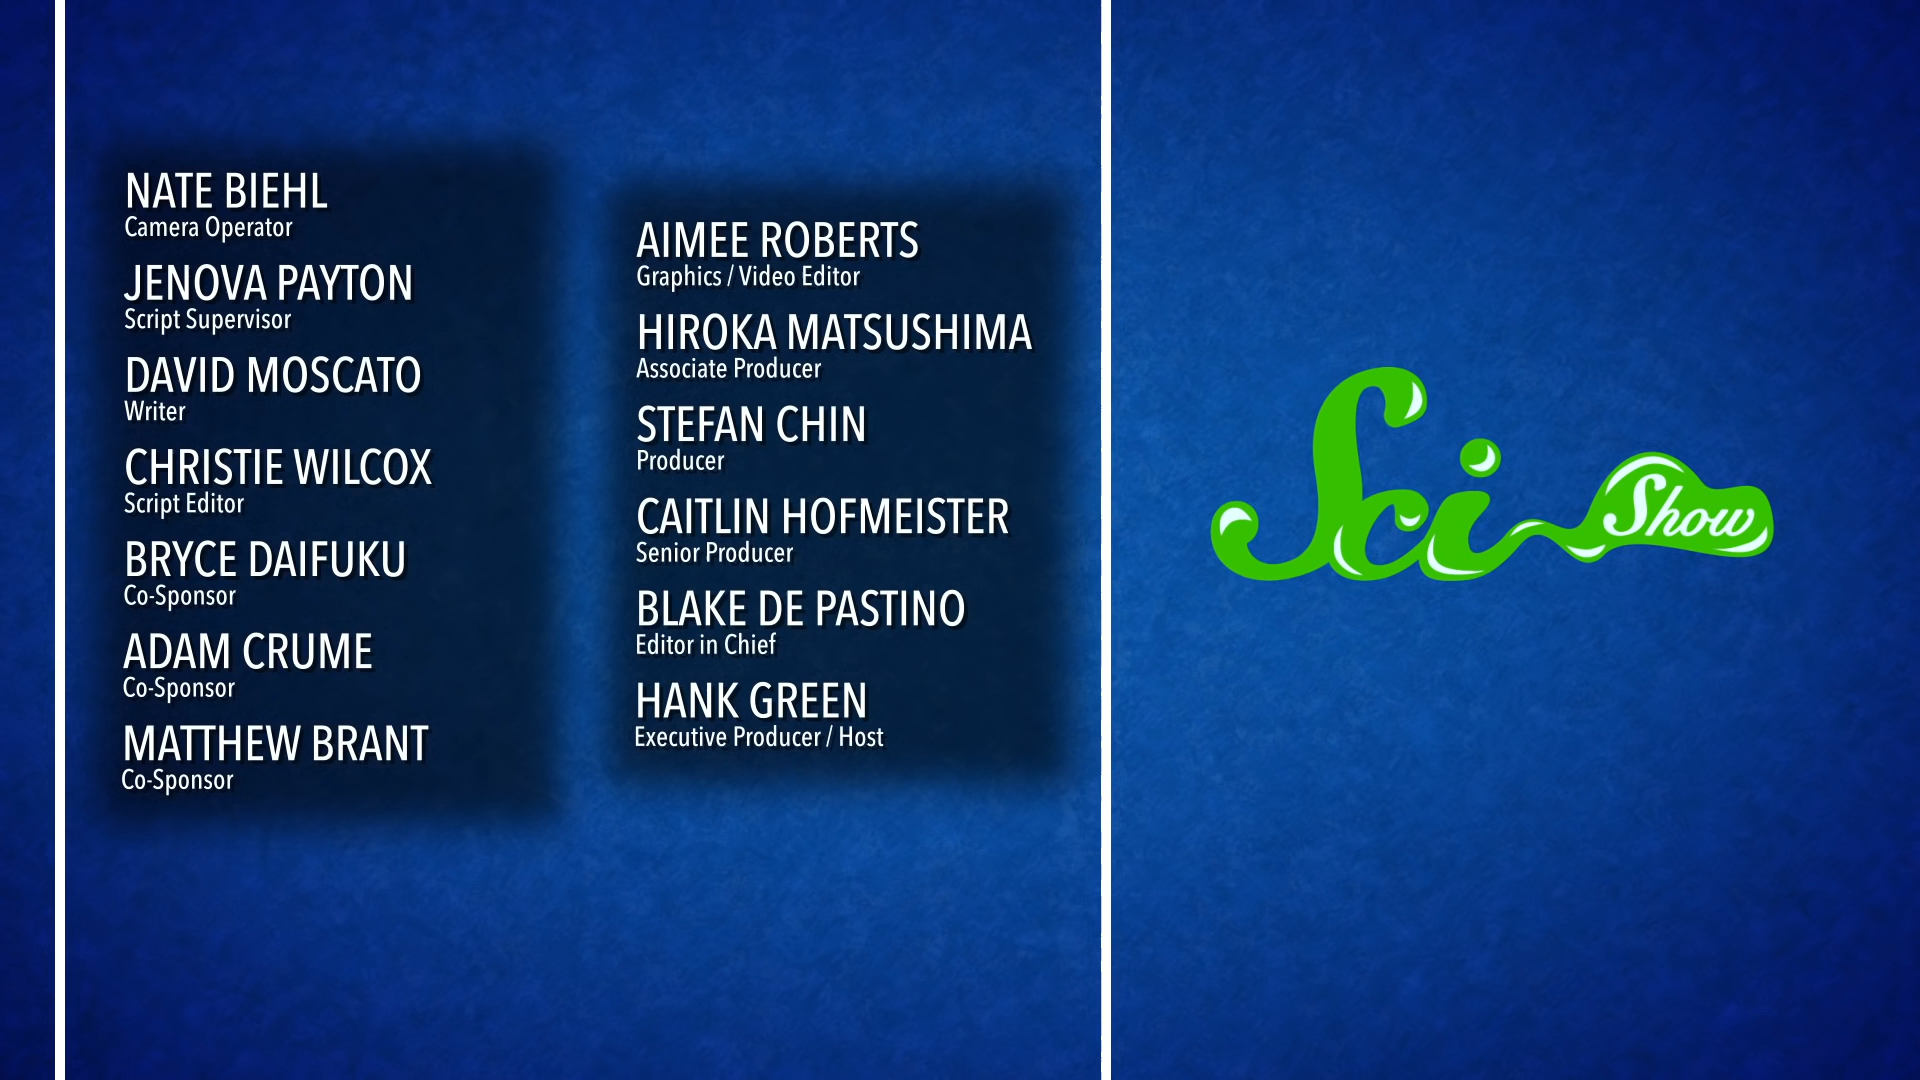 NATE BIEHL
Camera Operator
JENOVA PAYTON
Script Supervisor
DAVID MOSCATO
Writer
CHRISTIE WILCOX
Script Editor
BRYCE DAIFUKU
Co-Sponsor
ADAM CRUME
Co-Sponsor
MATTHEW BRANT
Co-Sponsor
AIMEE ROBERTS
Graphics / Video Editor
HIROKA MATSUSHIMA
Associate Producer
STEFAN CHIN
Producer
CAITLIN HOFMEISTER
Senior Producer
BLAKE DE PASTINO
Editor in Chief
HANK GREEN
Executive Producer / Host
Sci Show